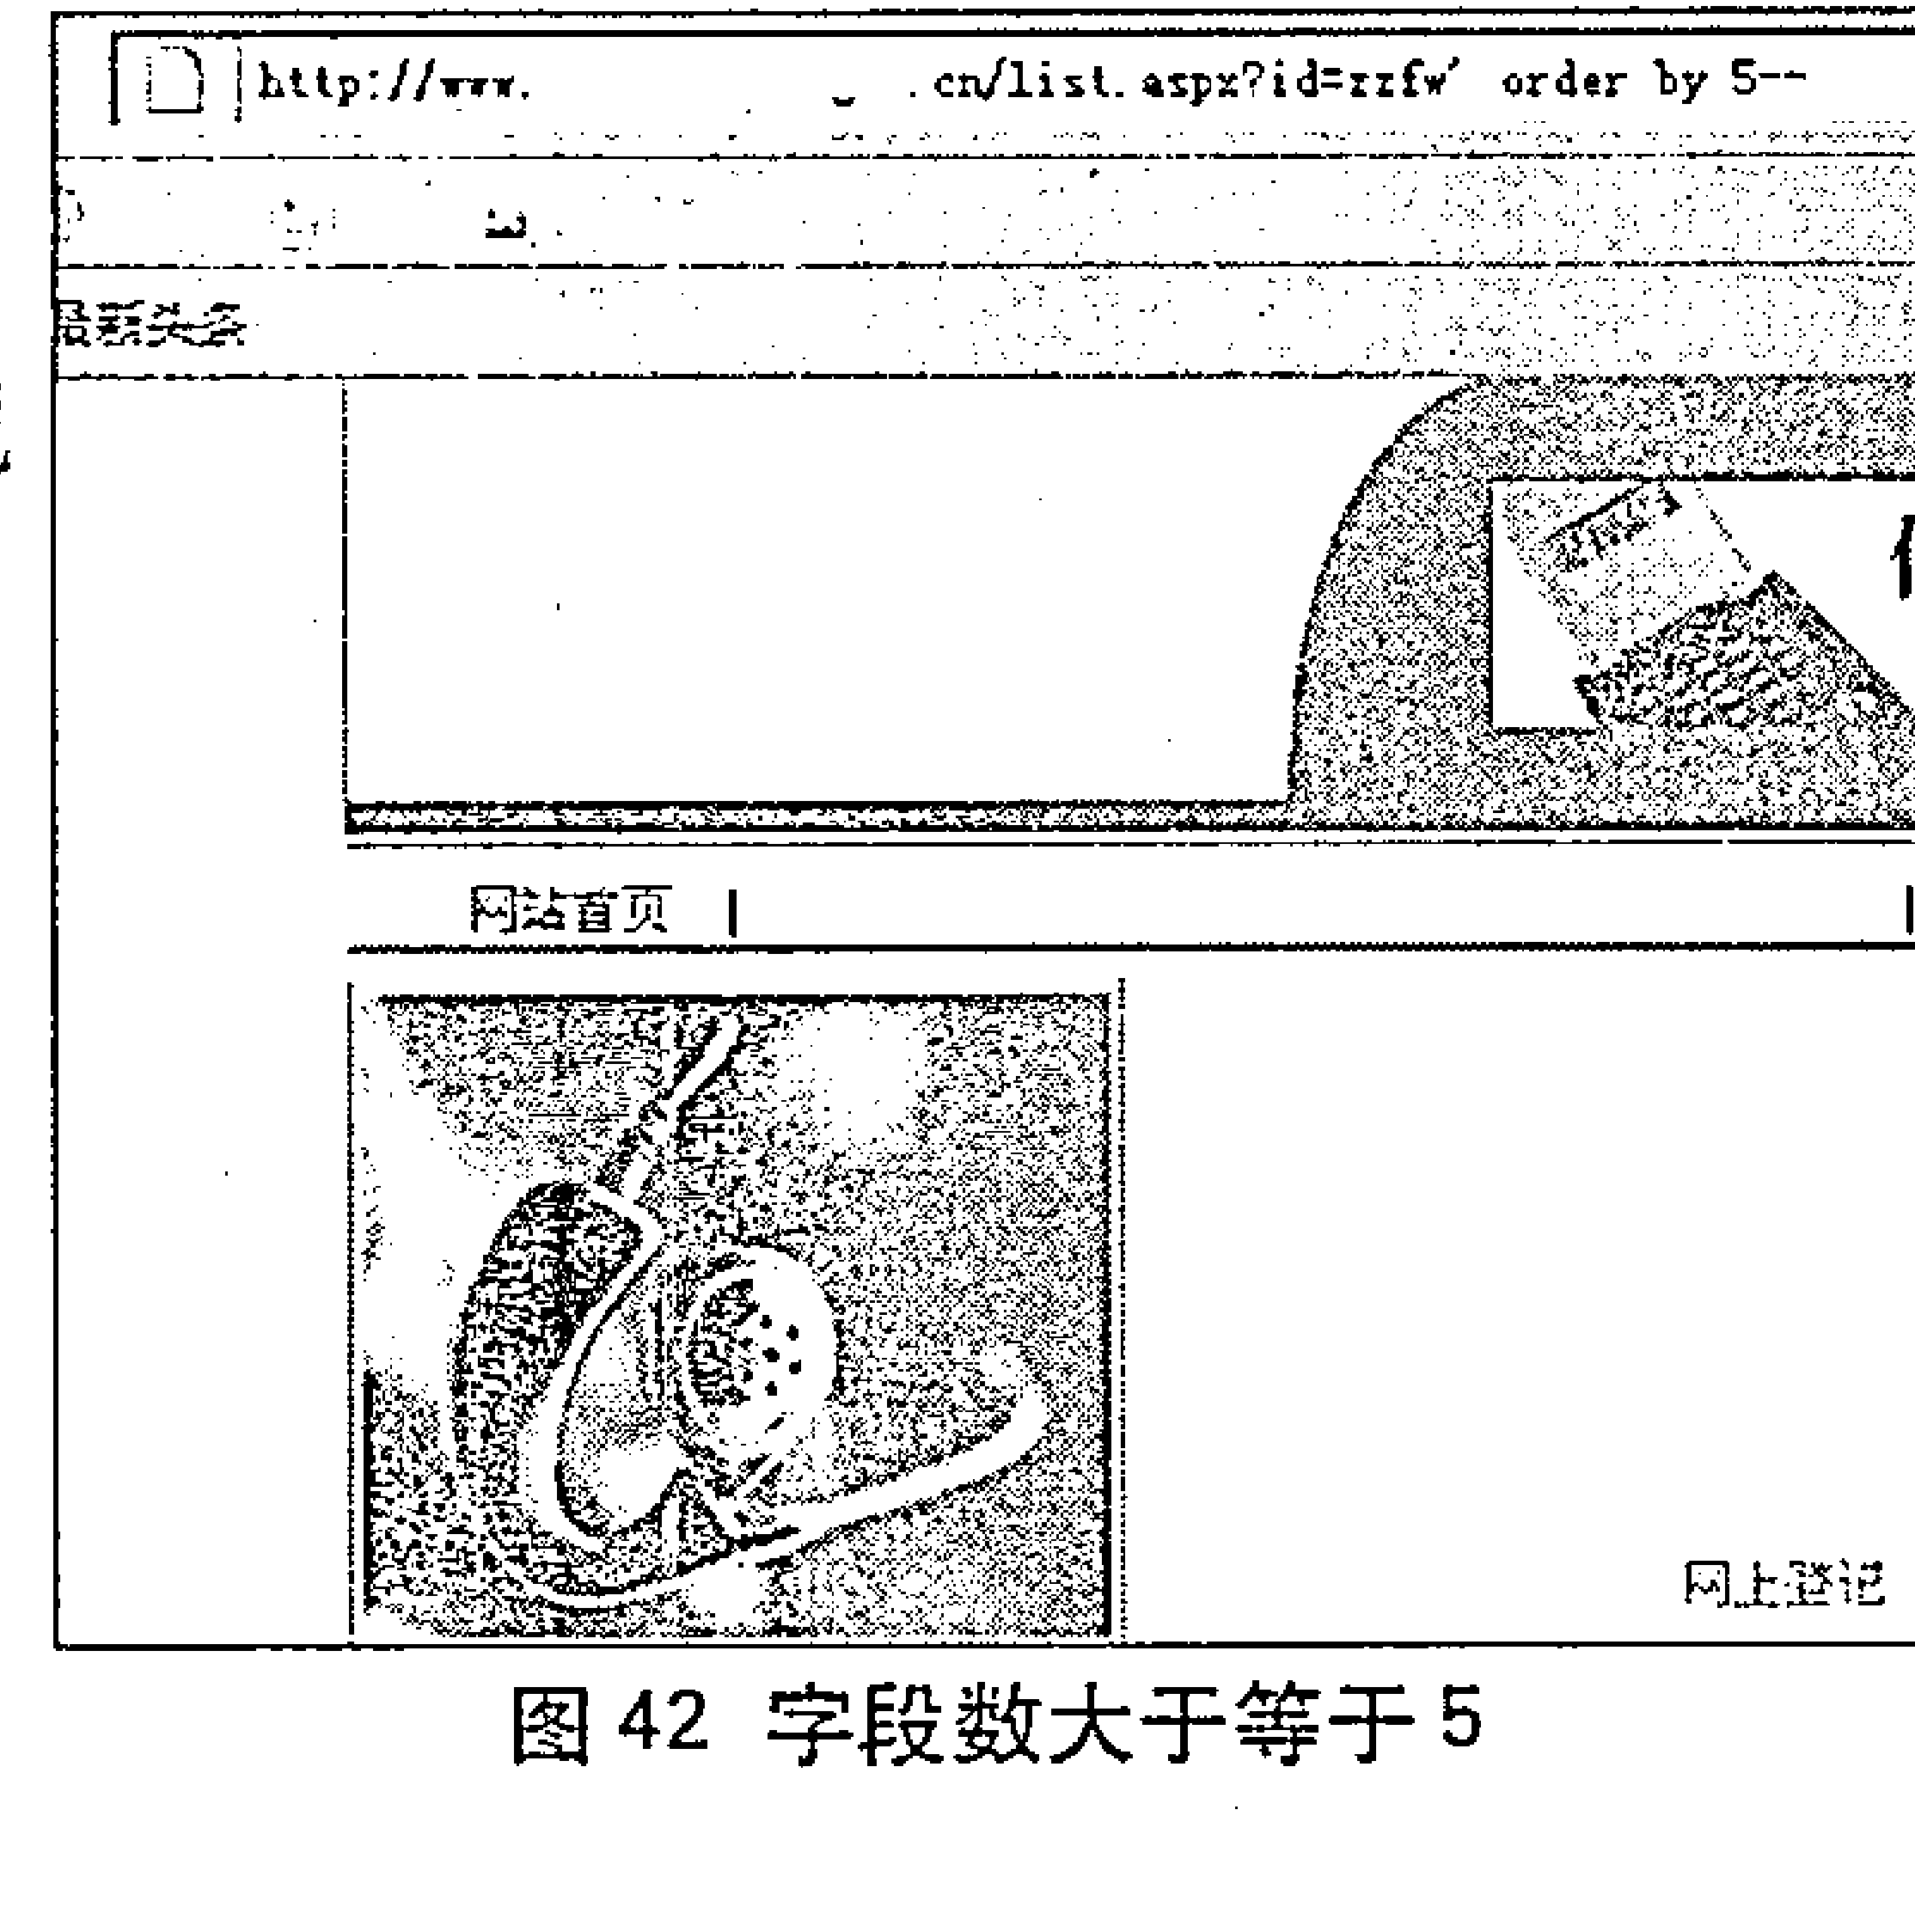 http://www. .cn/list.aspx?id=zzfw' order by 5--
网站首页
网上登记
图 42 字段数大于等于 5